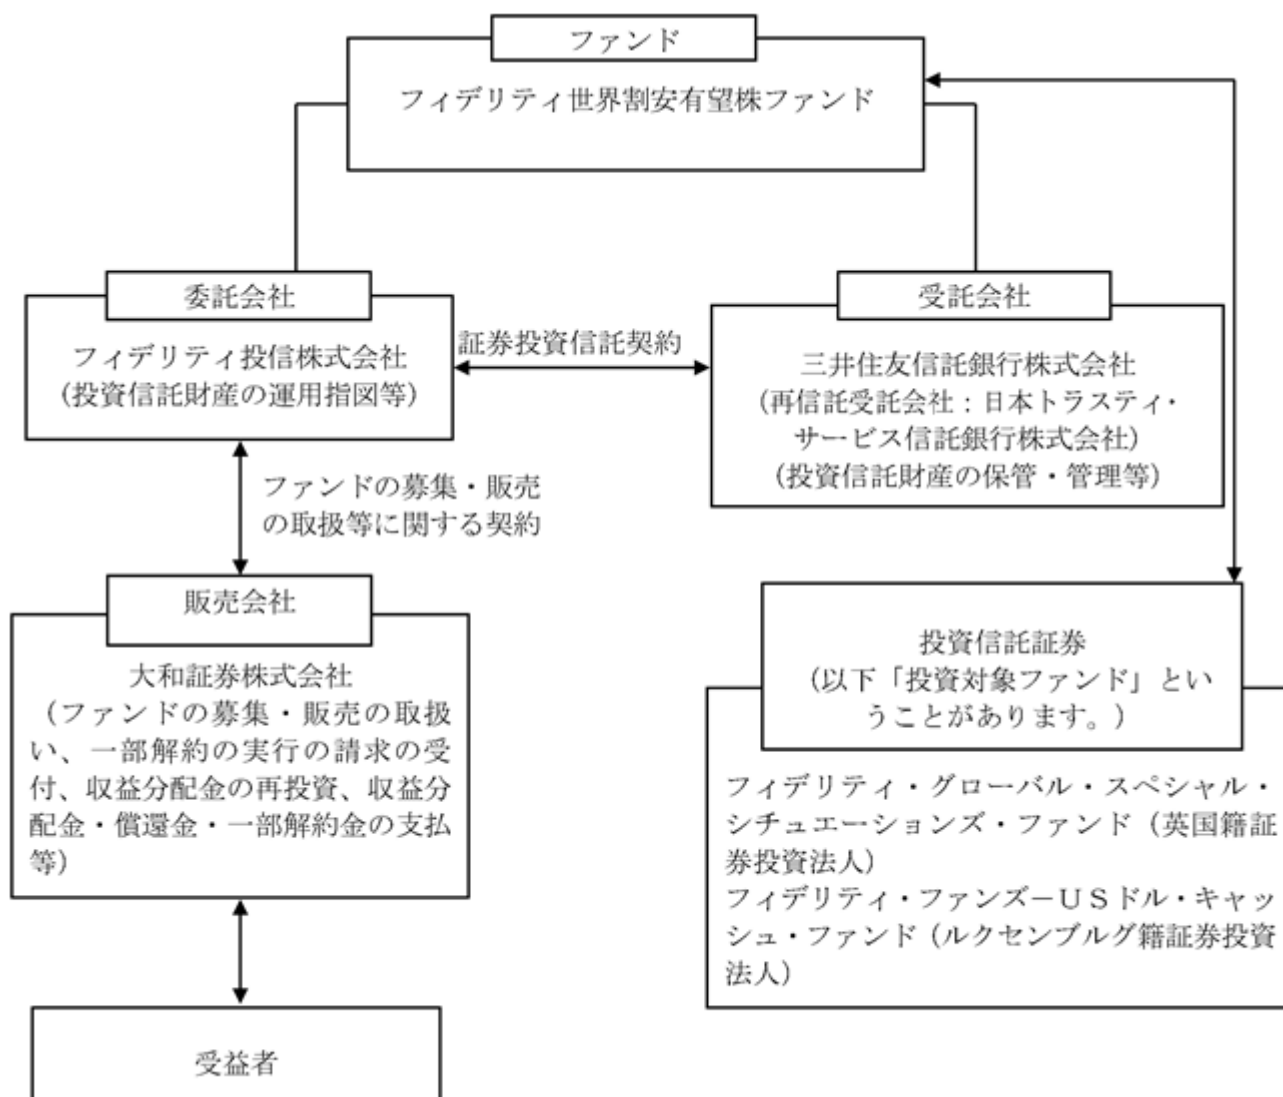 ファンド
フィデリティ世界割安有望株ファンド
委託会社
フィデリティ投信株式会社
(投資信託財産の運用指図等)
証券投資信託契約
受託会社
三井住友信託銀行株式会社
(再信託受託会社：日本トラスティ・
サービス信託銀行株式会社)
(投資信託財産の保管・管理等)
ファンドの募集・販売
の取扱等に関する契約
販売会社
大和証券株式会社
（ファンドの募集・販売の取扱
い、一部解約の実行の請求の受
付、収益分配金の再投資、収益分
配金・償還金・一部解約金の支払
等）
投資信託証券
（以下「投資対象ファンド」とい
うことがあります。）
フィデリティ・グローバル・スペシャル・
シチュエーションズ・ファンド（英国籍証
券投資法人）
フィデリティ・ファンズ－ＵＳドル・キャッ
シュ・ファンド（ルクセンブルグ籍証券投資
法人）
受益者